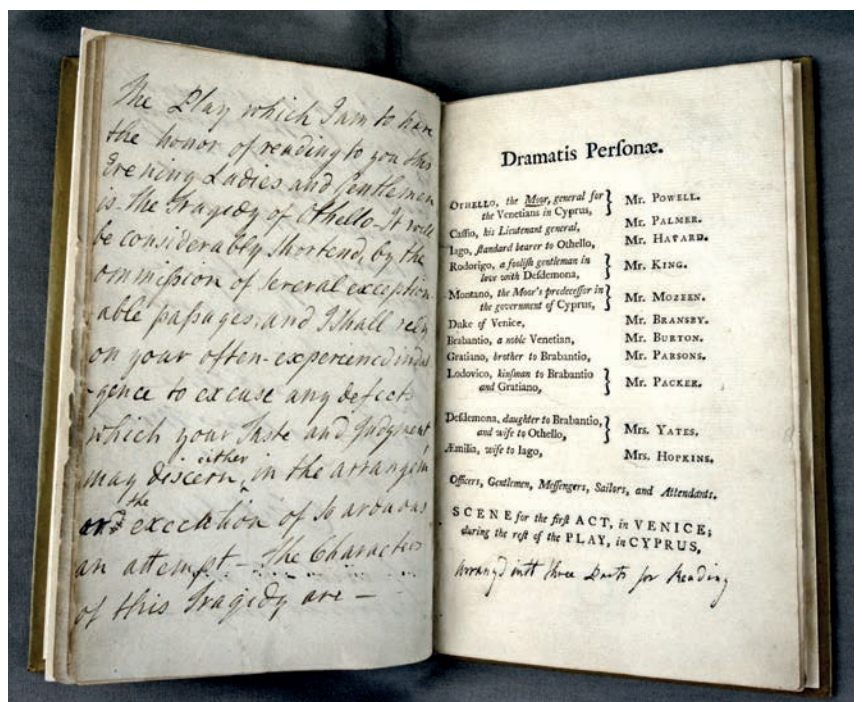 The Play which I am to have
the honor of reading to you this
Evening Ladies and Gentlemen
is the Tragedy of Othello - It will
be considerably shortend, by the
ommission of several exception
-able paſsages, and I shall rely
on your often-experienced indul
-gence to excuse any defects
which your Taste and Judgment
may discern, either in the arrangem
and the execution of so arduous
an attempt - The Characters
of this Tragedy are -
Dramatis Perſonæ.
OTHELLO, the Moor, general for
the Venetians in Cyprus, } Mr. POWELL.
Caſſio, his Lieutenant general, Mr. PALMER.
Iago, ſtandard bearer to Othello, Mr. HAVARD.
Rodorigo, a fooliſh gentleman in
love with Deſdemona, } Mr. KING.
Montano, the Moor's predeceſſor in
the government of Cyprus, } Mr. MOZEEN.
Duke of Venice, Mr. BRANSBY.
Brabantio, a noble Venetian, Mr. BURTON.
Gratiano, brother to Brabantio, Mr. PARSONS.
Lodovico, kinſman to Brabantio
and Gratiano, } Mr. PACKER.
Deſdemona, daughter to Brabantio,
and wife to Othello, } Mrs. YATES.
Æmilia, wife to Iago, Mrs. HOPKINS.
Officers, Gentlemen, Meſſengers, Sailors, and Attendants.
SCENE for the firſt ACT, in VENICE;
during the reſt of the PLAY, in CYPRUS.
Arrang'd into three Parts for Reading